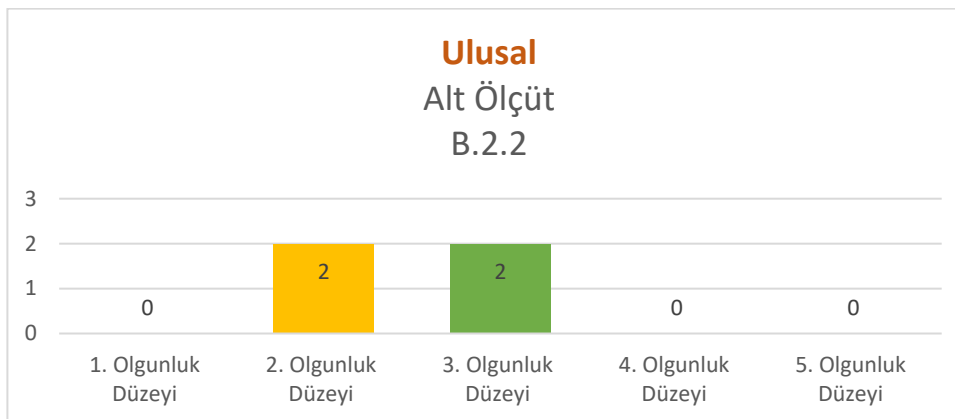 Ulusal
Alt Ölçüt
B.2.2
3
2
1
0
0
2
2
0
0
1. Olgunluk
Düzeyi
2. Olgunluk
Düzeyi
3. Olgunluk
Düzeyi
4. Olgunluk
Düzeyi
5. Olgunluk
Düzeyi